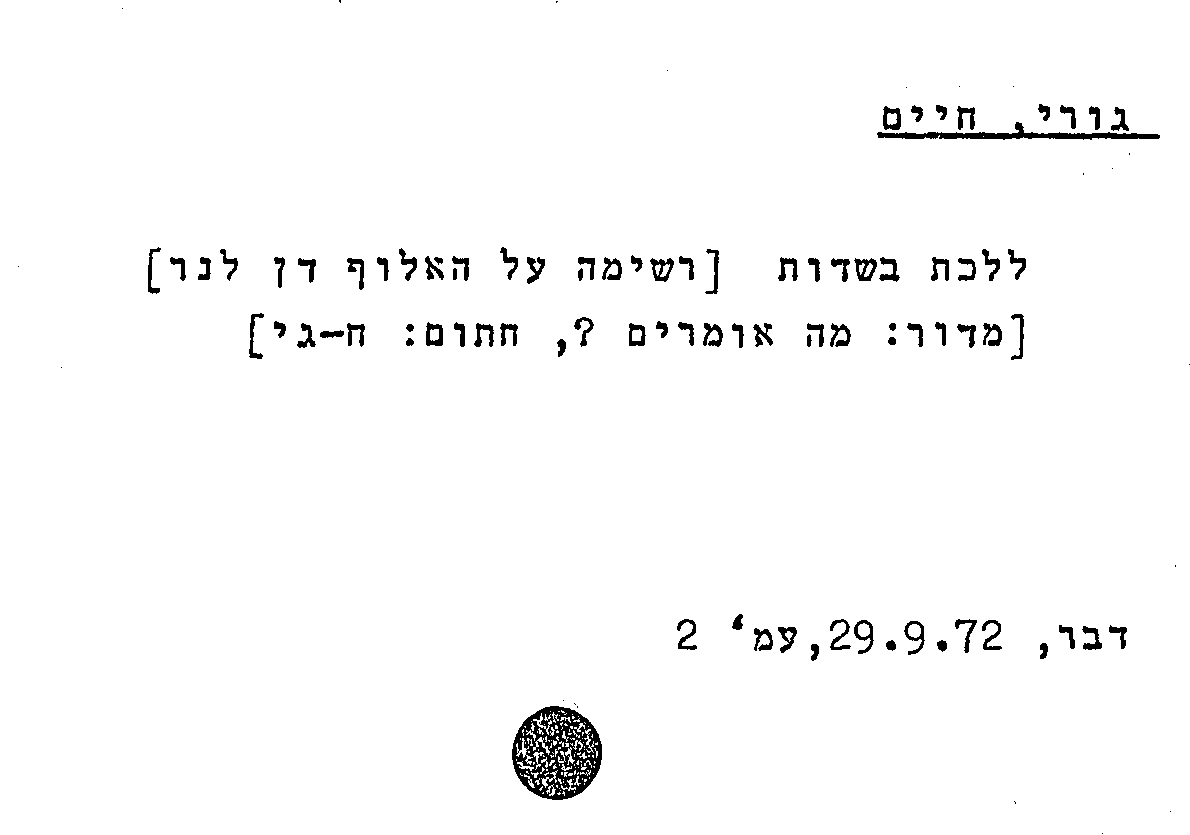 גורי, חיים
ללכת בשדות [רשימה על האלוף דן לנר]
[מדור: מה אומרים ?, חתום: ח-גי]
דבר, 29.9.72,עמ' 2